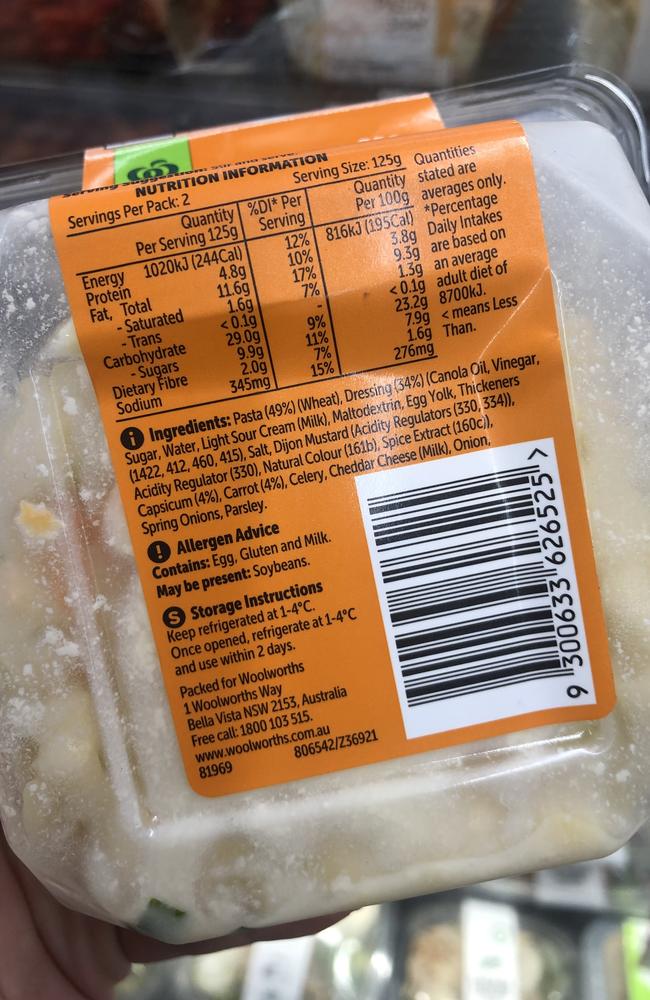 NUTRITION INFORMATION
Servings Per Pack: 2 Serving Size: 125g
Quantity Per Serving 125g %DI* Per Serving Quantity Per 100g
Energy 1020kJ (244Cal) 12% 816kJ (195Cal)
Protein 4.8g 10% 3.8g
Fat, Total 11.6g 17% 9.3g
- Saturated 1.6g 7% 1.3g
- Trans < 0.1g - < 0.1g
Carbohydrate 29.0g 9% 23.2g
- Sugars 9.9g 11% 7.9g
Dietary Fibre 2.0g 7% 1.6g
Sodium 345mg 15% 276mg
Quantities
stated are
averages only.
*Percentage
Daily Intakes
are based on
an average
adult diet of
8700kJ.
< means Less
Than.
Ingredients: Pasta (49%) (Wheat), Dressing (34%) (Canola Oil, Vinegar,
Sugar, Water, Light Sour Cream (Milk), Maltodextrin, Egg Yolk, Thickeners
(1422, 412, 460, 415), Salt, Dijon Mustard (Acidity Regulators (330, 334)),
Acidity Regulator (330), Natural Colour (161b), Spice Extract (160c)),
Capsicum (4%), Carrot (4%), Celery, Cheddar Cheese (Milk), Onion,
Spring Onions, Parsley.
Allergen Advice
Contains: Egg, Gluten and Milk.
May be present: Soybeans.
Storage Instructions
Keep refrigerated at 1-4°C.
Once opened, refrigerate at 1-4°C
and use within 2 days.
Packed for Woolworths
1 Woolworths Way
Bella Vista NSW 2153, Australia
Free call: 1800 103 515.
www.woolworths.com.au
81969 806542/Z36921
9 300633 626525 >